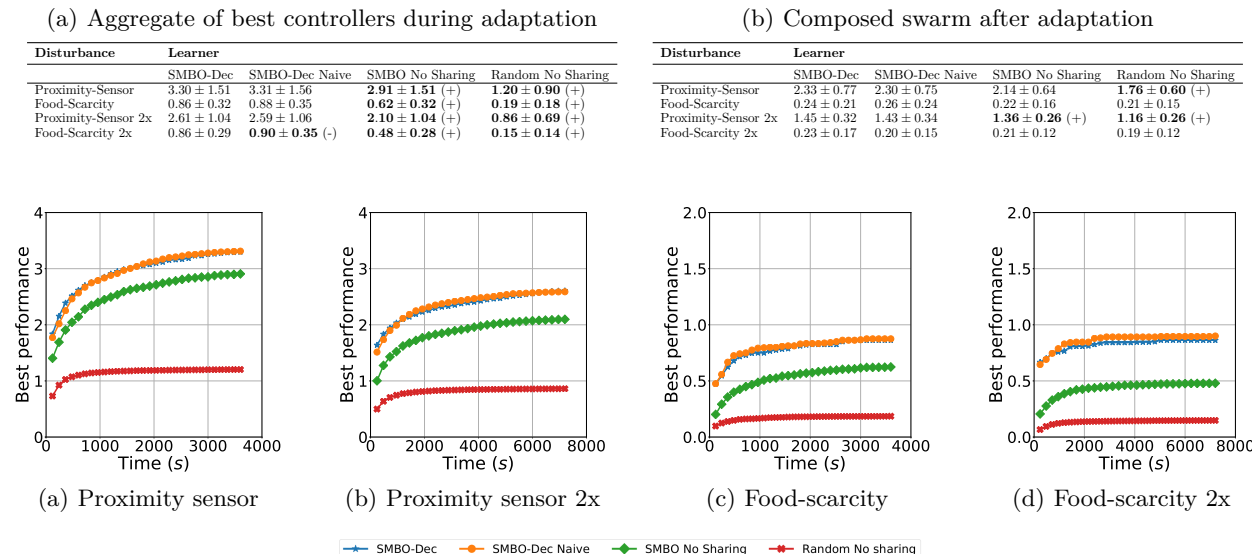 (a) Aggregate of best controllers during adaptation
Disturbance Learner
SMBO-Dec SMBO-Dec Naive SMBO No Sharing Random No Sharing
Proximity-Sensor 3.30 ± 1.51 3.31 ± 1.56 2.91 ± 1.51 (+) 1.20 ± 0.90 (+)
Food-Scarcity 0.86 ± 0.32 0.88 ± 0.35 0.62 ± 0.32 (+) 0.19 ± 0.18 (+)
Proximity-Sensor 2x 2.61 ± 1.04 2.59 ± 1.06 2.10 ± 1.04 (+) 0.86 ± 0.69 (+)
Food-Scarcity 2x 0.86 ± 0.29 0.90 ± 0.35 (-) 0.48 ± 0.28 (+) 0.15 ± 0.14 (+)
(b) Composed swarm after adaptation
Disturbance Learner
SMBO-Dec SMBO-Dec Naive SMBO No Sharing Random No Sharing
Proximity-Sensor 2.33 ± 0.77 2.30 ± 0.75 2.14 ± 0.64 1.76 ± 0.60 (+)
Food-Scarcity 0.24 ± 0.21 0.26 ± 0.24 0.22 ± 0.16 0.21 ± 0.15
Proximity-Sensor 2x 1.45 ± 0.32 1.43 ± 0.34 1.36 ± 0.26 (+) 1.16 ± 0.26 (+)
Food-Scarcity 2x 0.23 ± 0.17 0.20 ± 0.15 0.21 ± 0.12 0.19 ± 0.12
Best performance
4
3
2
1
0
0 1000 2000 3000 4000
Time (s)
(a) Proximity sensor
Best performance
4
3
2
1
0
0 2000 4000 6000 8000
Time (s)
(b) Proximity sensor 2x
Best performance
2.0
1.5
1.0
0.5
0.0
0 1000 2000 3000 4000
Time (s)
(c) Food-scarcity
Best performance
2.0
1.5
1.0
0.5
0.0
0 2000 4000 6000 8000
Time (s)
(d) Food-scarcity 2x
SMBO-Dec SMBO-Dec Naive SMBO No Sharing Random No sharing